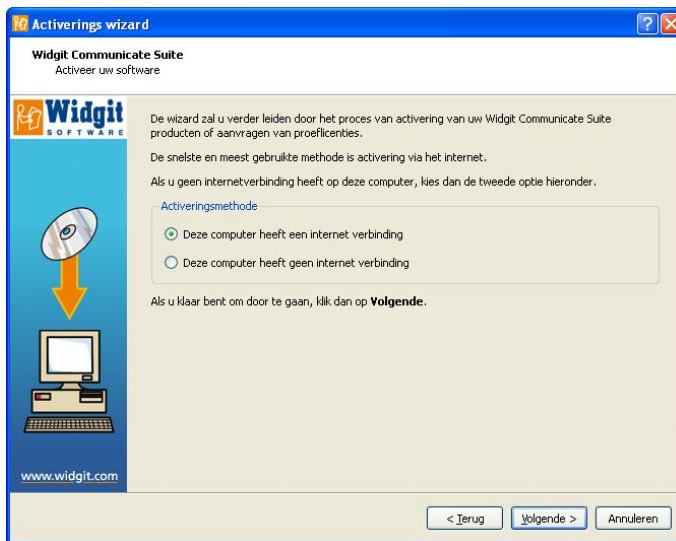 Activerings wizard
Widgit Communicate Suite
Activeer uw software
Widgit
SOFTWARE
De wizard zal u verder leiden door het proces van activering van uw Widgit Communicate Suite
producten of aanvragen van proeflicenties.
De snelste en meest gebruikte methode is activering via het internet.
Als u geen internetverbinding heeft op deze computer, kies dan de tweede optie hieronder.
Activeringsmethode
Deze computer heeft een internet verbinding
Deze computer heeft geen internet verbinding
Als u klaar bent om door te gaan, klik dan op Volgende.
www.widgit.com
< Terug Volgende > Annuleren